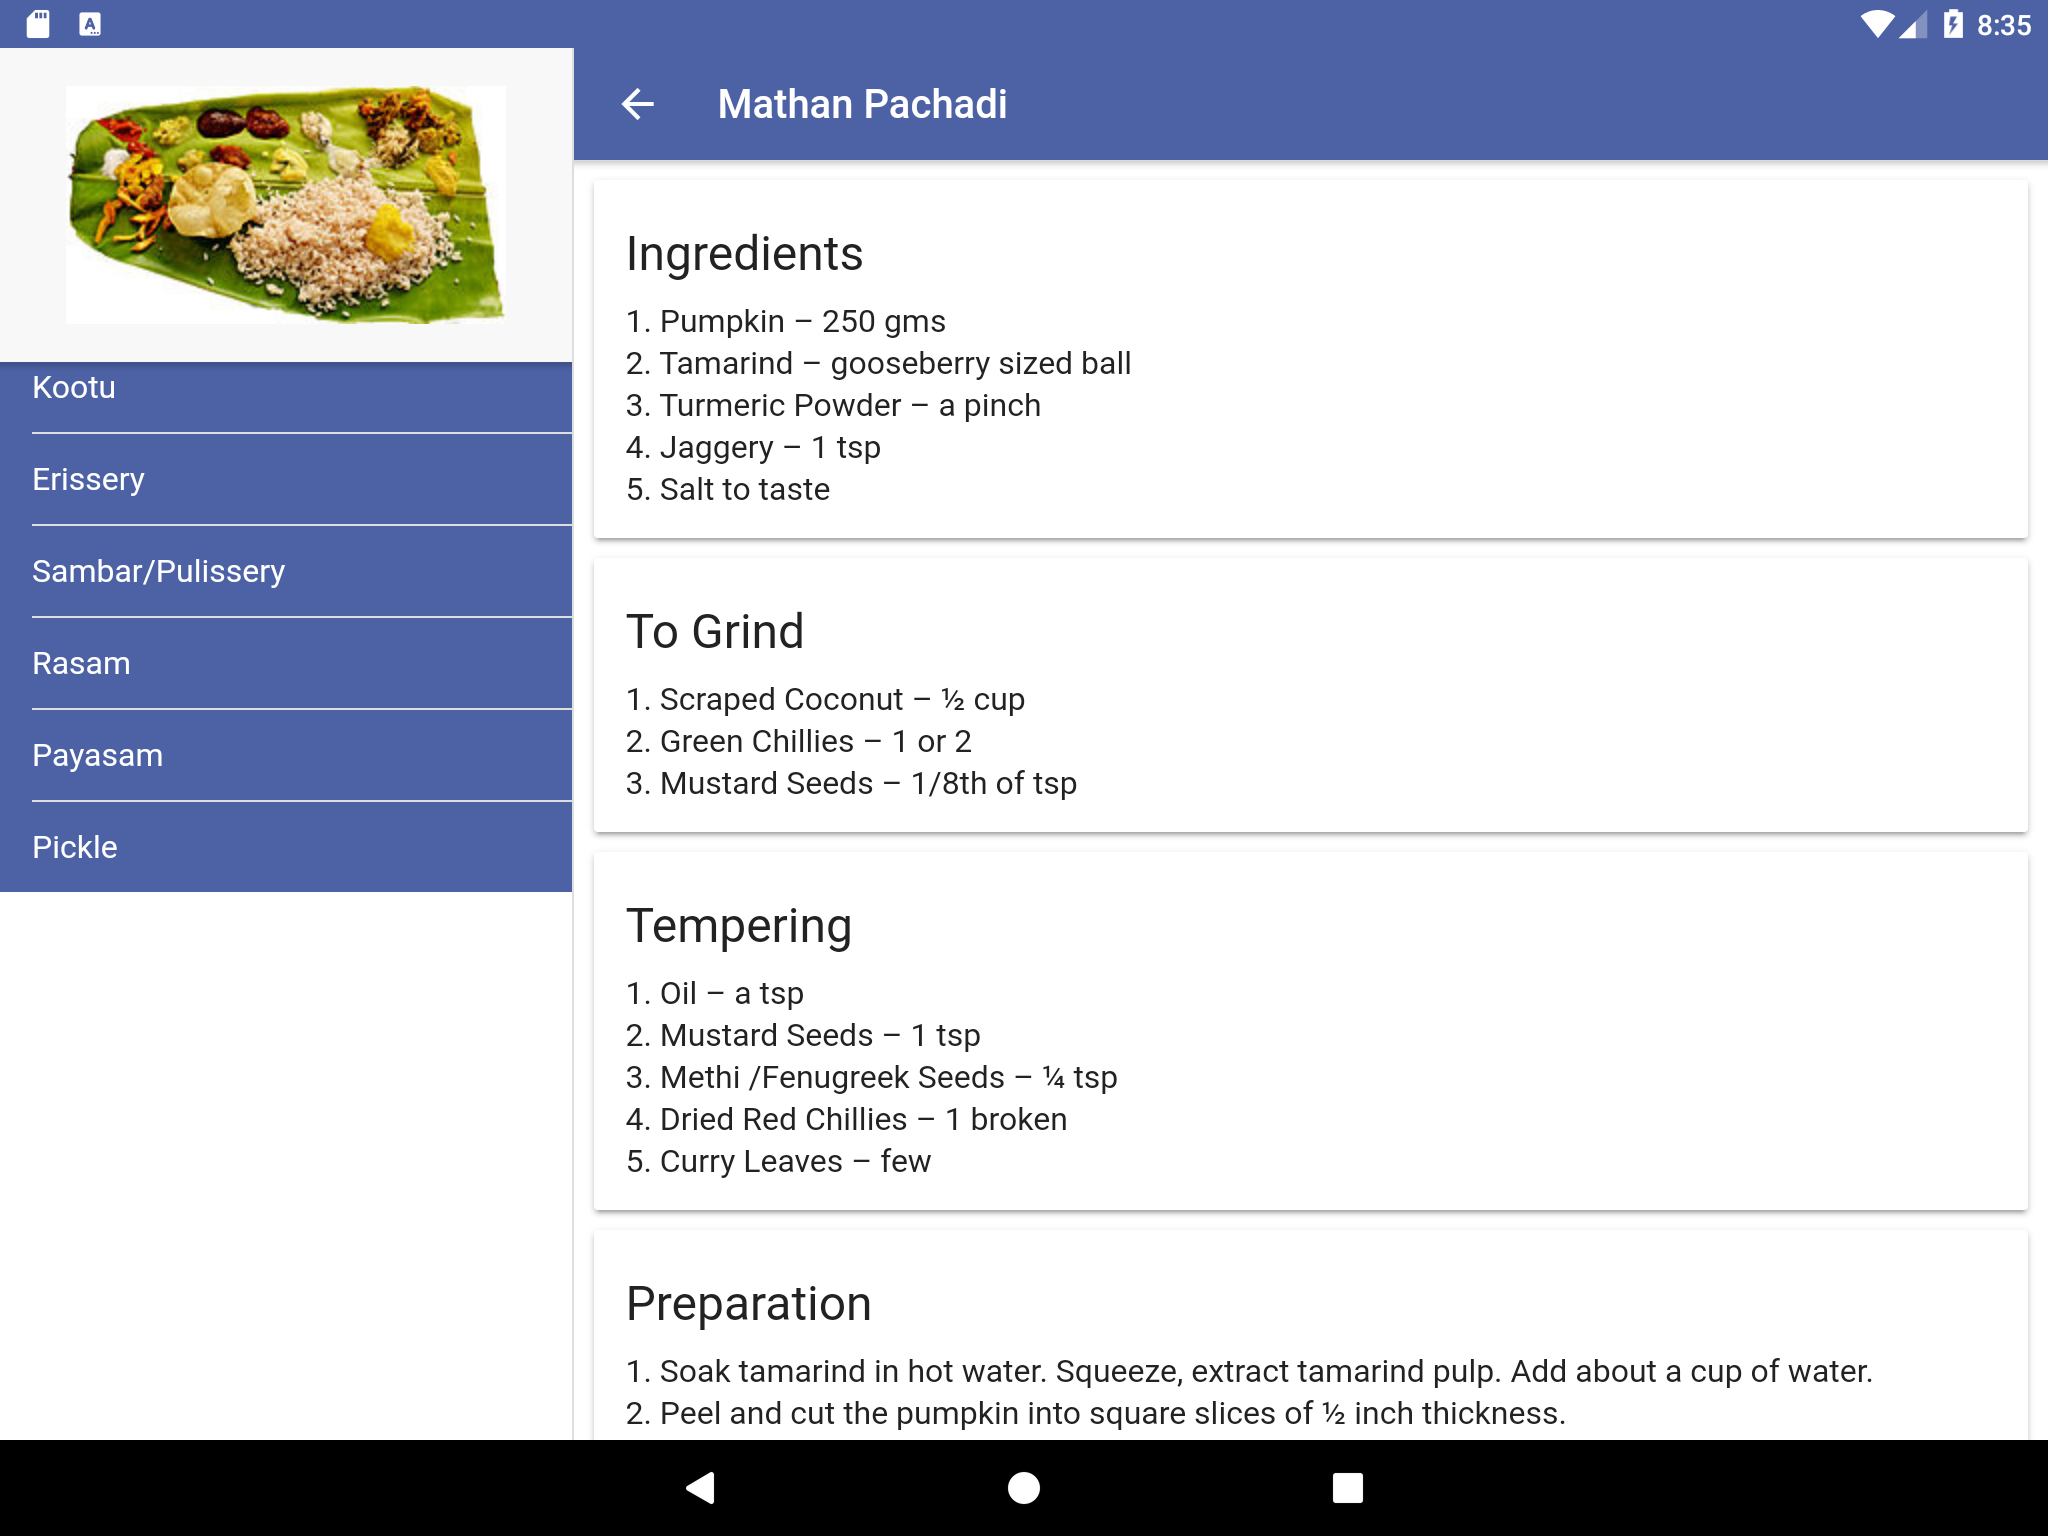 8:35
Mathan Pachadi
Kootu
Erissery
Sambar/Pulissery
Rasam
Payasam
Pickle
Ingredients
1. Pumpkin – 250 gms
2. Tamarind – gooseberry sized ball
3. Turmeric Powder – a pinch
4. Jaggery – 1 tsp
5. Salt to taste
To Grind
1. Scraped Coconut – ½ cup
2. Green Chillies – 1 or 2
3. Mustard Seeds – 1/8th of tsp
Tempering
1. Oil – a tsp
2. Mustard Seeds – 1 tsp
3. Methi /Fenugreek Seeds – ¼ tsp
4. Dried Red Chillies – 1 broken
5. Curry Leaves – few
Preparation
1. Soak tamarind in hot water. Squeeze, extract tamarind pulp. Add about a cup of water.
2. Peel and cut the pumpkin into square slices of ½ inch thickness.